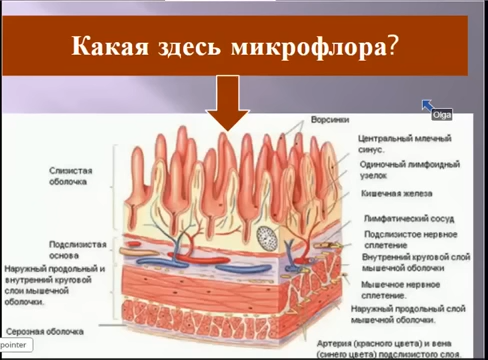 Какая здесь микрофлора?
Olga
Ворсинки
Центральный млечный
синус.
Одиночный лимфоидный
узелок
Кишечная железа
Лимфатический сосуд
Подслизистое нервное
сплетение
Внутренний круговой слой
мышечной оболочки
Мышечное нервное
сплетение.
Наружный продольный слой
мышечной оболочки.
Артерия (красного цвета) и вена
(синего цвета) подслизистого слоя.
Слизистая
оболочка
Подслизистая
основа
Наружный продольный и
внутренний круговой
слои мышечной
оболочки.
Серозная оболочка
pointer